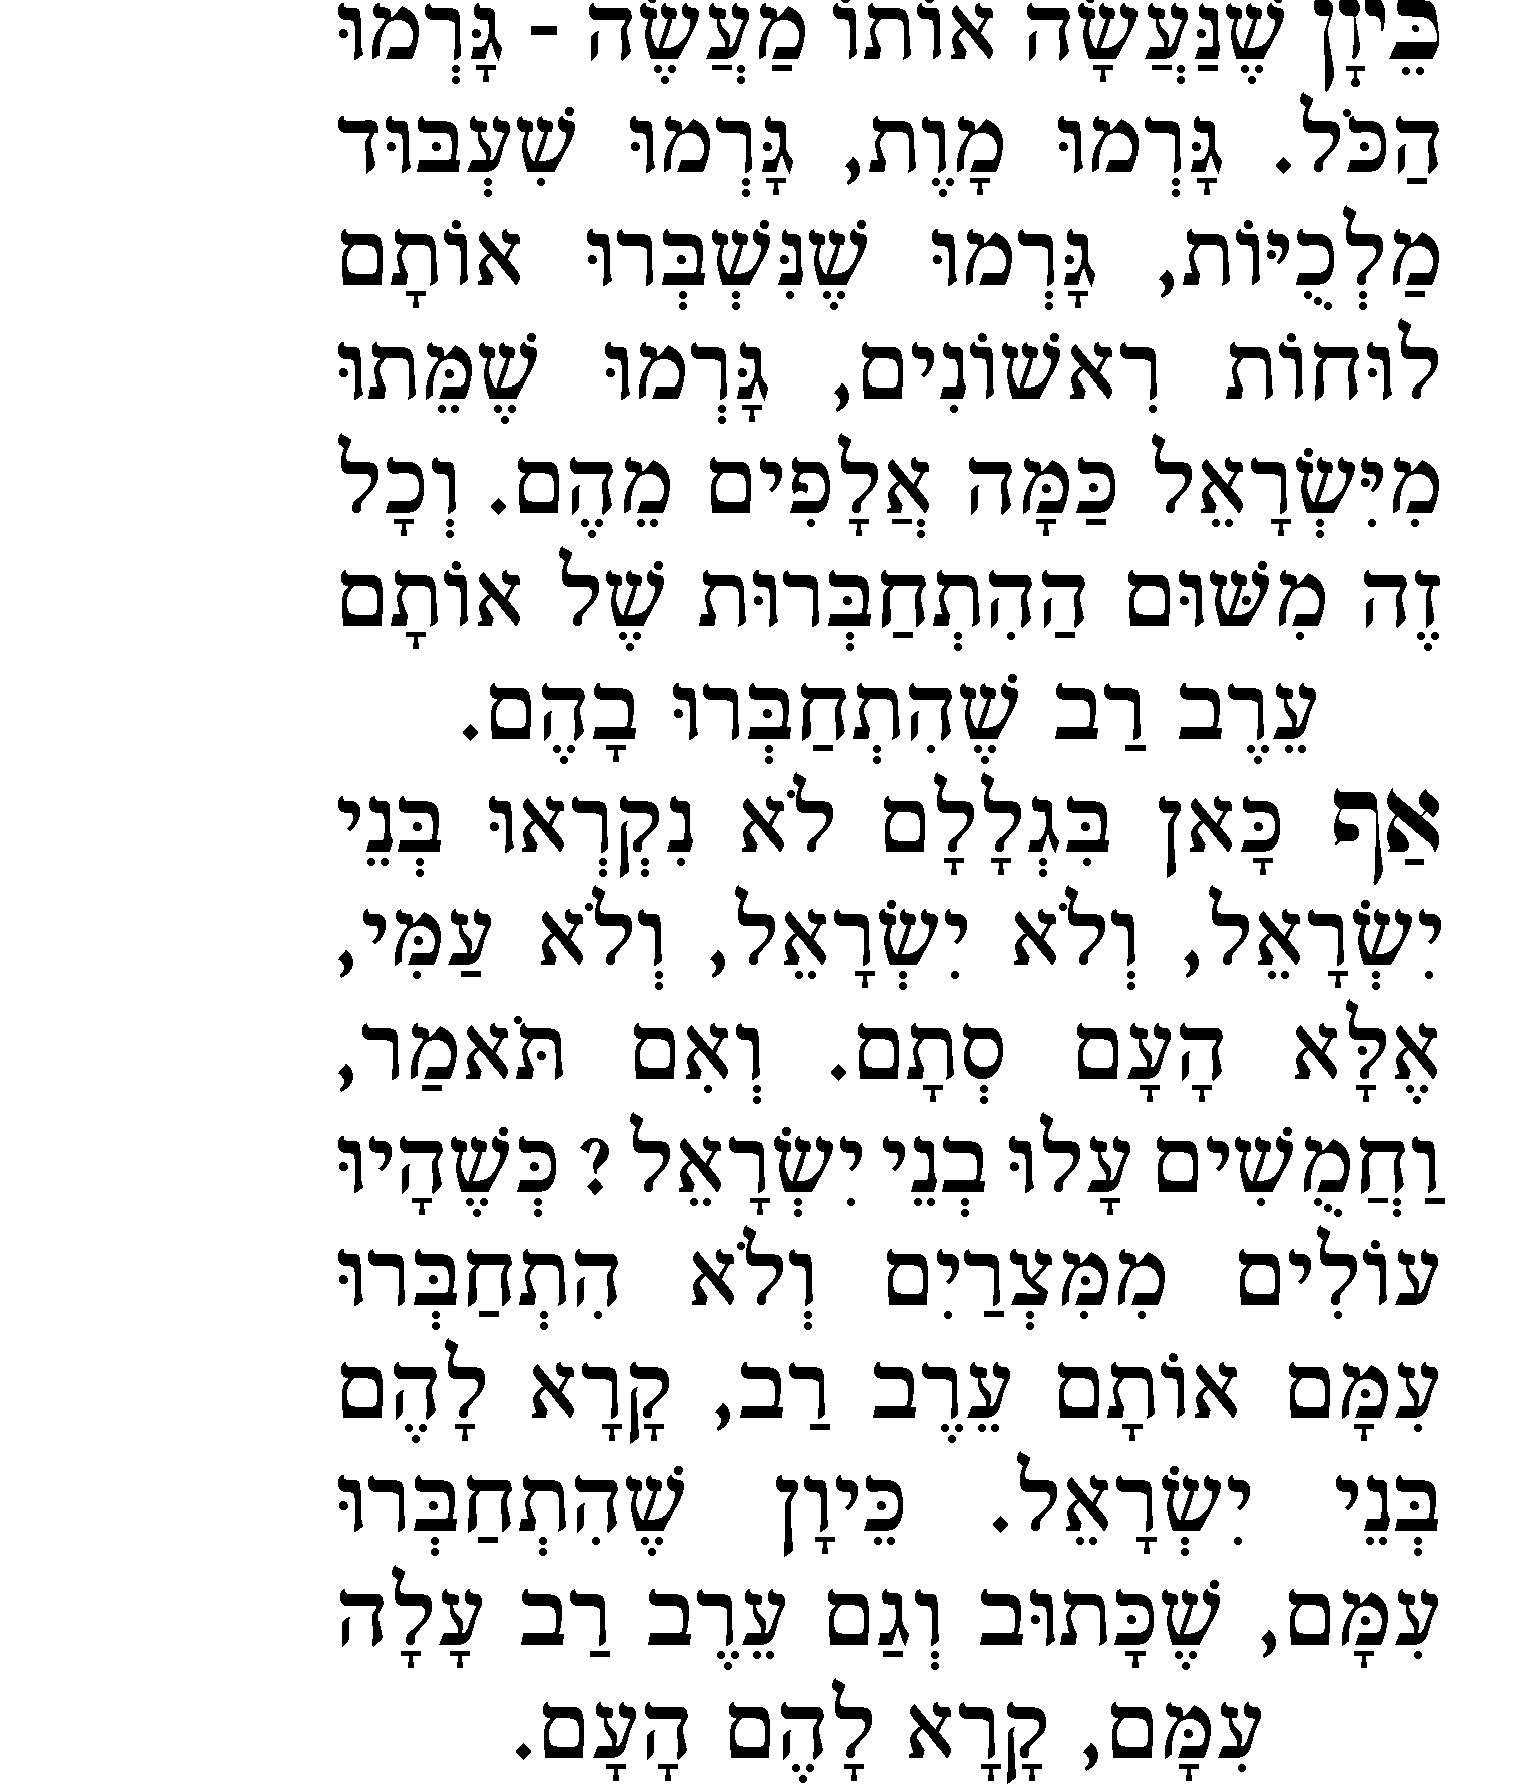 כֵּיוָן שֶׁנַּעֲשָׂה אוֹתוֹ מַעֲשֶׂה - גָּרְמוּ
הַכֹּל. גָּרְמוּ מָוֶת, גָּרְמוּ שִׁעְבּוּד
מַלְכֻיּוֹת, גָּרְמוּ שֶׁנִּשְׁבְּרוּ אוֹתָם
לוּחוֹת רִאשׁוֹנִים, גָּרְמוּ שֶׁמֵּתוּ
מִיִּשְׂרָאֵל כַּמָּה אֲלָפִים מֵהֶם. וְכָל
זֶה מִשּׁוּם הַהִתְחַבְּרוּת שֶׁל אוֹתָם
עֵרֶב רַב שֶׁהִתְחַבְּרוּ בָהֶם.
אַף כָּאן בִּגְלָלָם לֹא נִקְרְאוּ בְּנֵי
יִשְׂרָאֵל, וְלֹא יִשְׂרָאֵל, וְלֹא עַמִּי,
אֶלָּא הָעָם סְתָם. וְאִם תֹּאמַר,
וַחֲמֻשִׁים עָלוּ בְנֵי יִשְׂרָאֵל? כְּשֶׁהָיוּ
עוֹלִים מִמִּצְרַיִם וְלֹא הִתְחַבְּרוּ
עִמָּם אוֹתָם עֵרֶב רַב, קָרָא לָהֶם
בְּנֵי יִשְׂרָאֵל. כֵּיוָן שֶׁהִתְחַבְּרוּ
עִמָּם, שֶׁכָּתוּב וְגַם עֵרֶב רַב עָלָה
עִמָּם, קָרָא לָהֶם הָעָם.